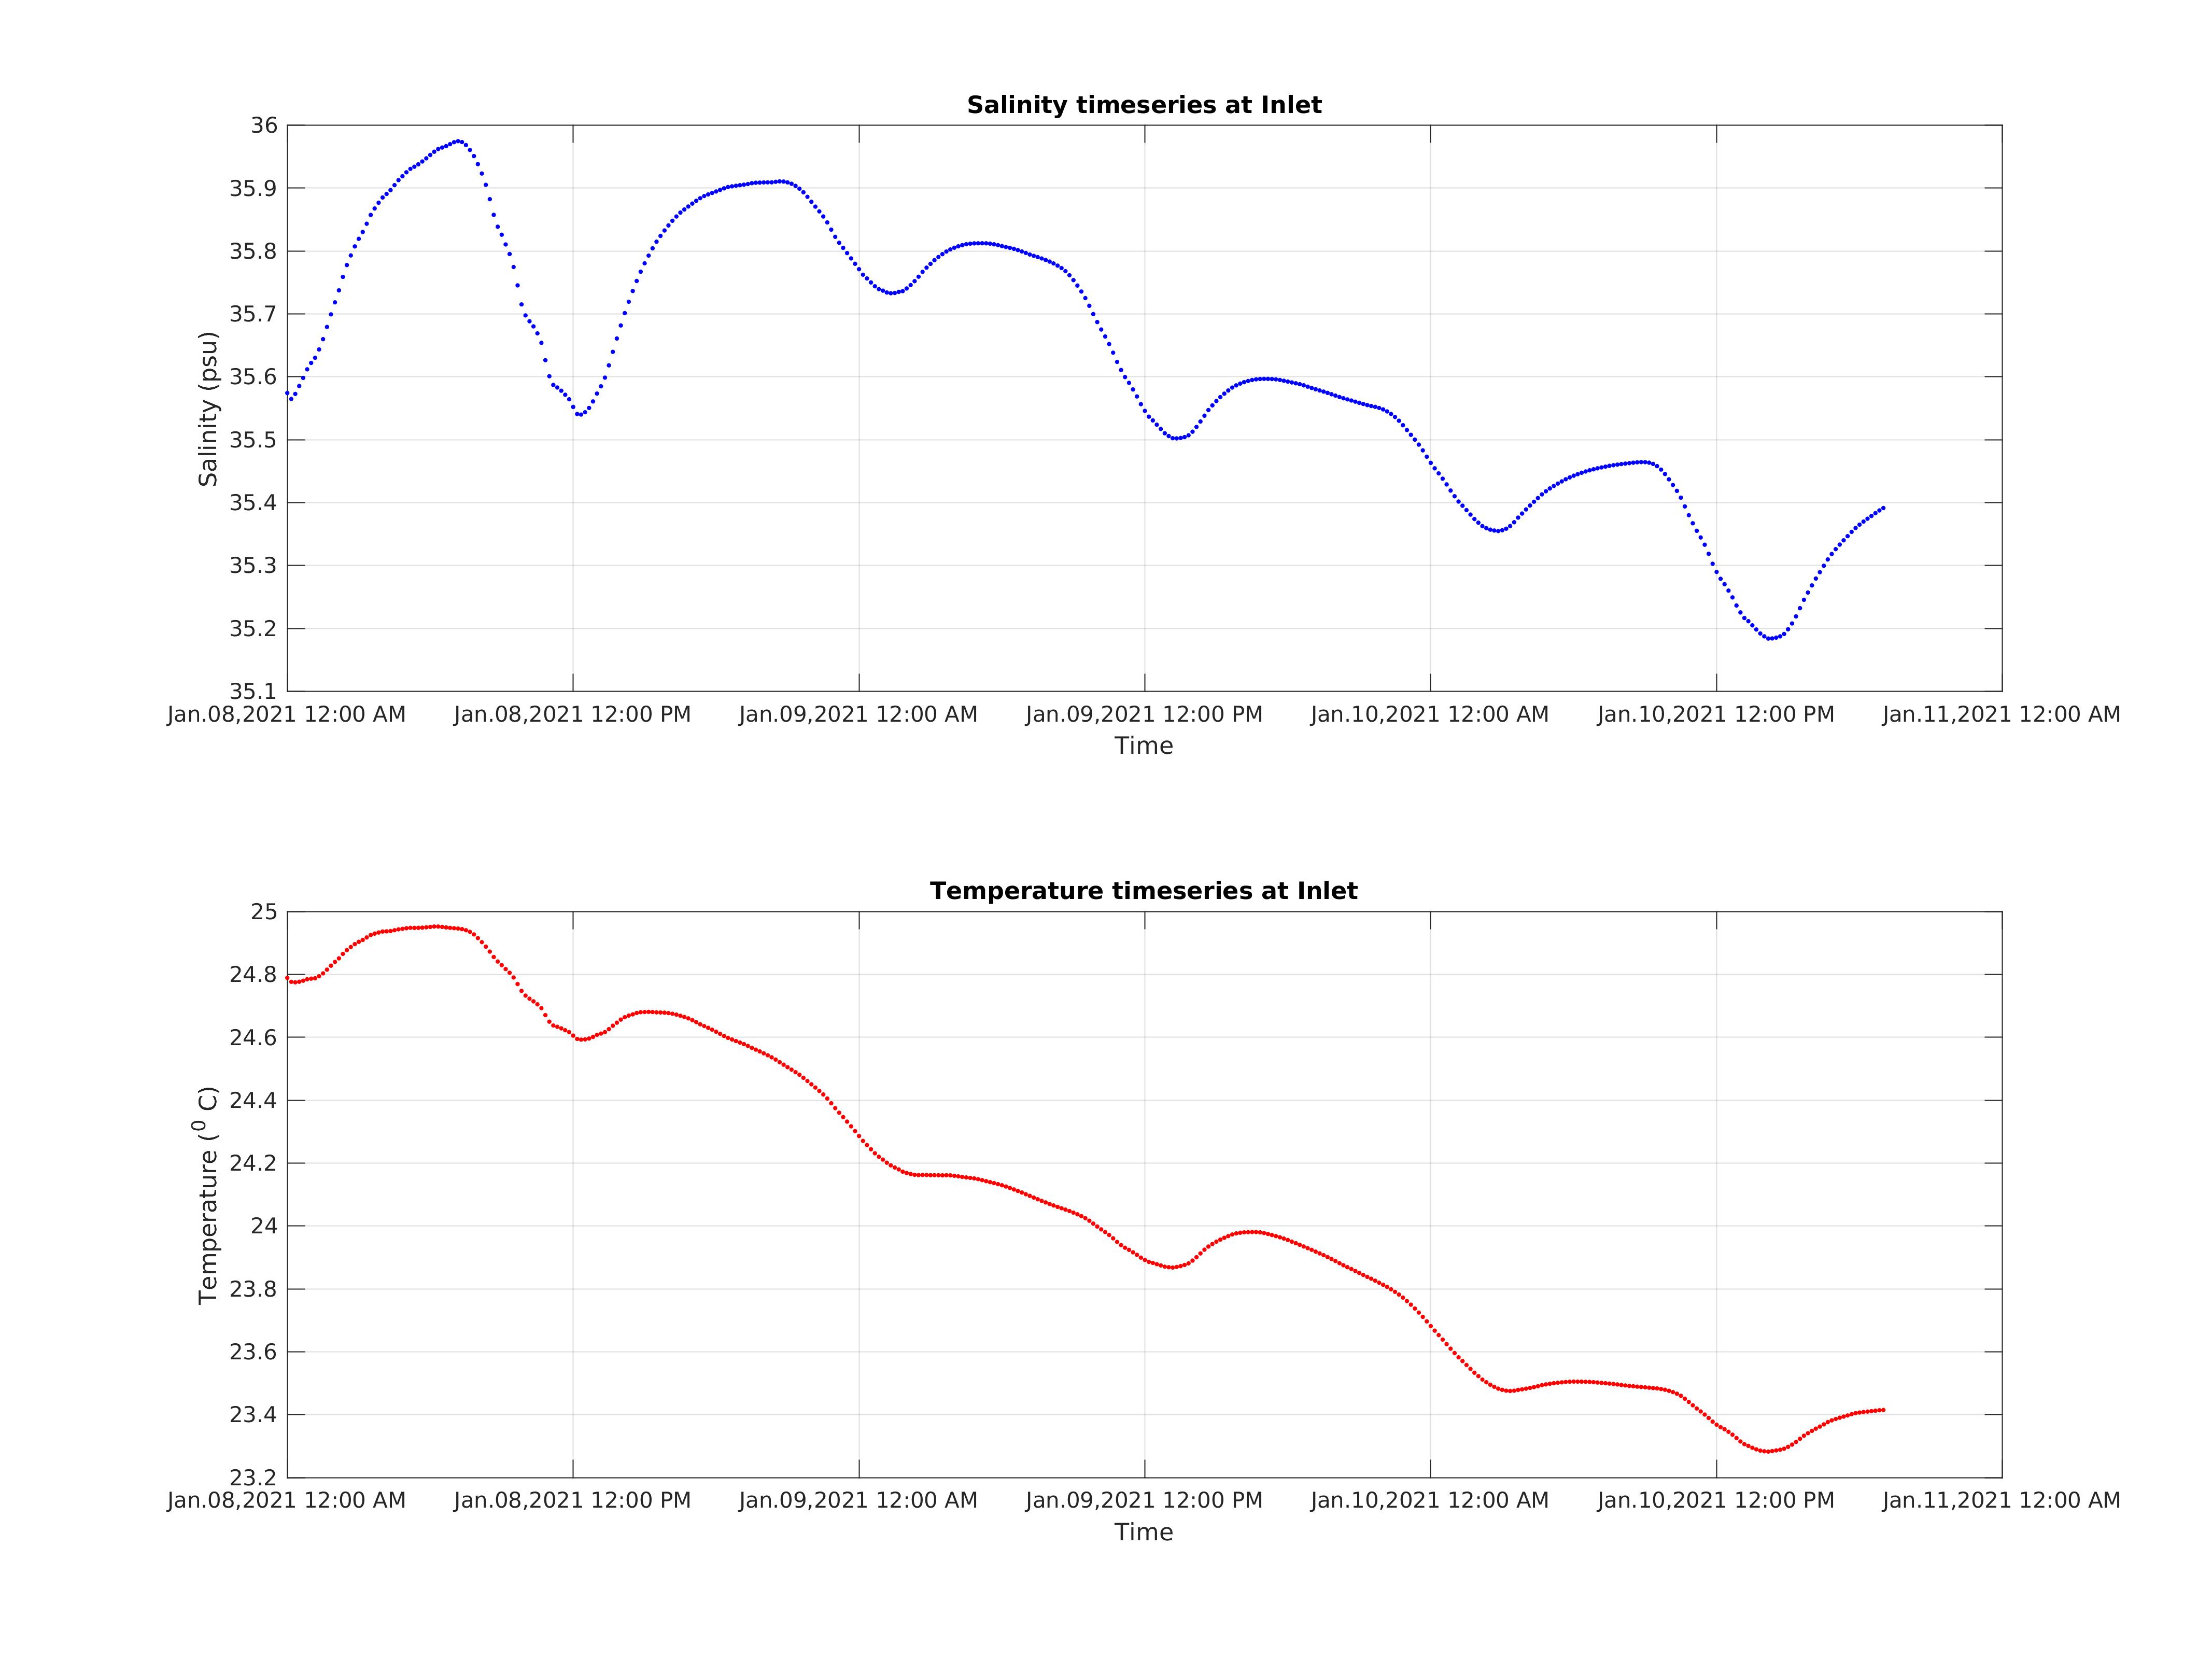 Salinity timeseries at Inlet
36
35.9
35.8
35.7
35.6
35.5
35.4
35.3
35.2
35.1
Salinity (psu)
Jan.08,2021 12:00 AM Jan.08,2021 12:00 PM Jan.09,2021 12:00 AM Jan.09,2021 12:00 PM Jan.10,2021 12:00 AM Jan.10,2021 12:00 PM Jan.11,2021 12:00 AM
Time
Temperature timeseries at Inlet
25
24.8
24.6
24.4
24.2
24
23.8
23.6
23.4
23.2
Temperature (⁰ C)
Jan.08,2021 12:00 AM Jan.08,2021 12:00 PM Jan.09,2021 12:00 AM Jan.09,2021 12:00 PM Jan.10,2021 12:00 AM Jan.10,2021 12:00 PM Jan.11,2021 12:00 AM
Time